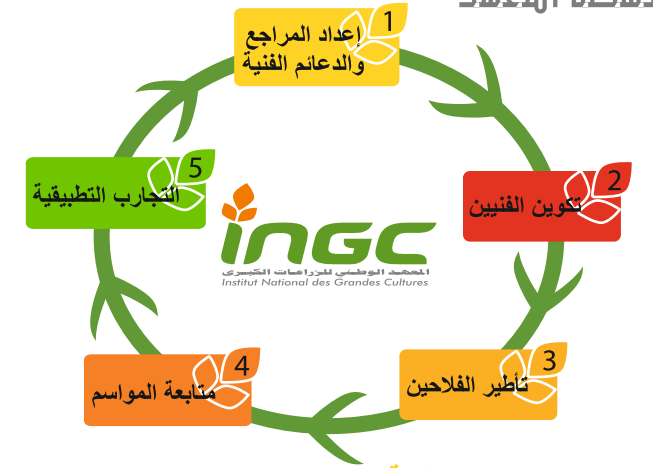 1
إعداد المراجع
والدعائم الفنية
2
تكوين الفنيين
3
تأطير الفلاحين
4
متابعة المواسم
5
التجارب التطبيقية
INGC
المعهد الوطني للزراعات الكبرى
Institut National des Grandes Cultures